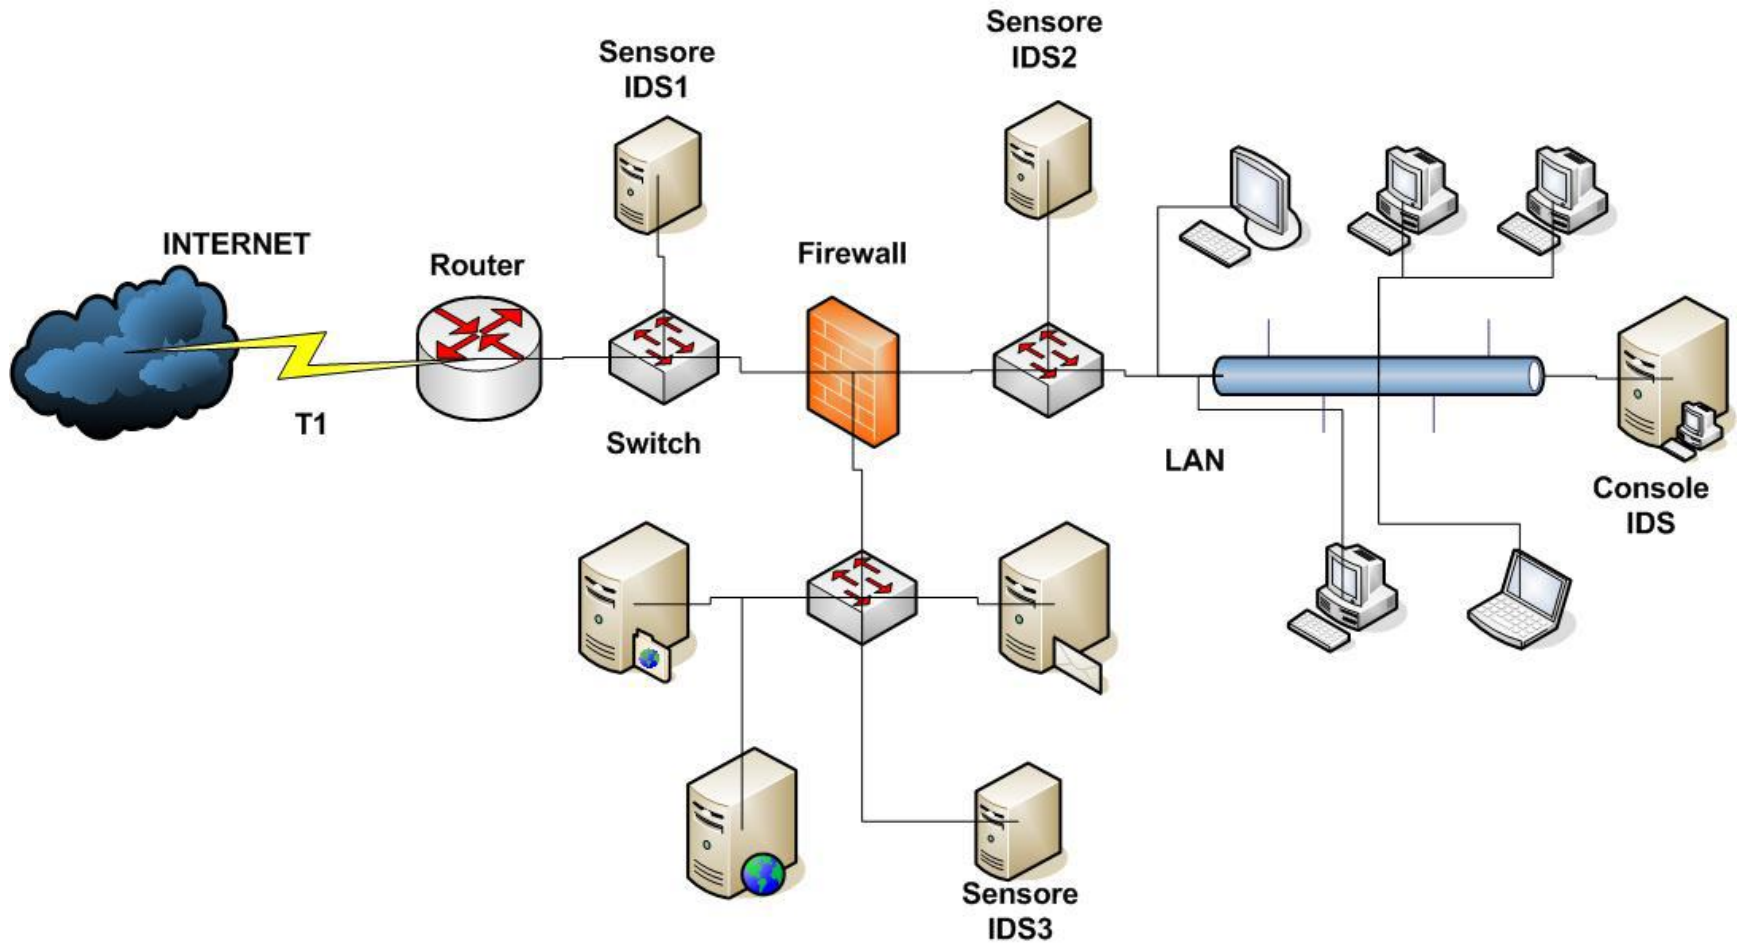 Sensore
IDS1
Sensore
IDS2
INTERNET
Router
Firewall
T1
Switch
LAN
Console
IDS
Sensore
IDS3